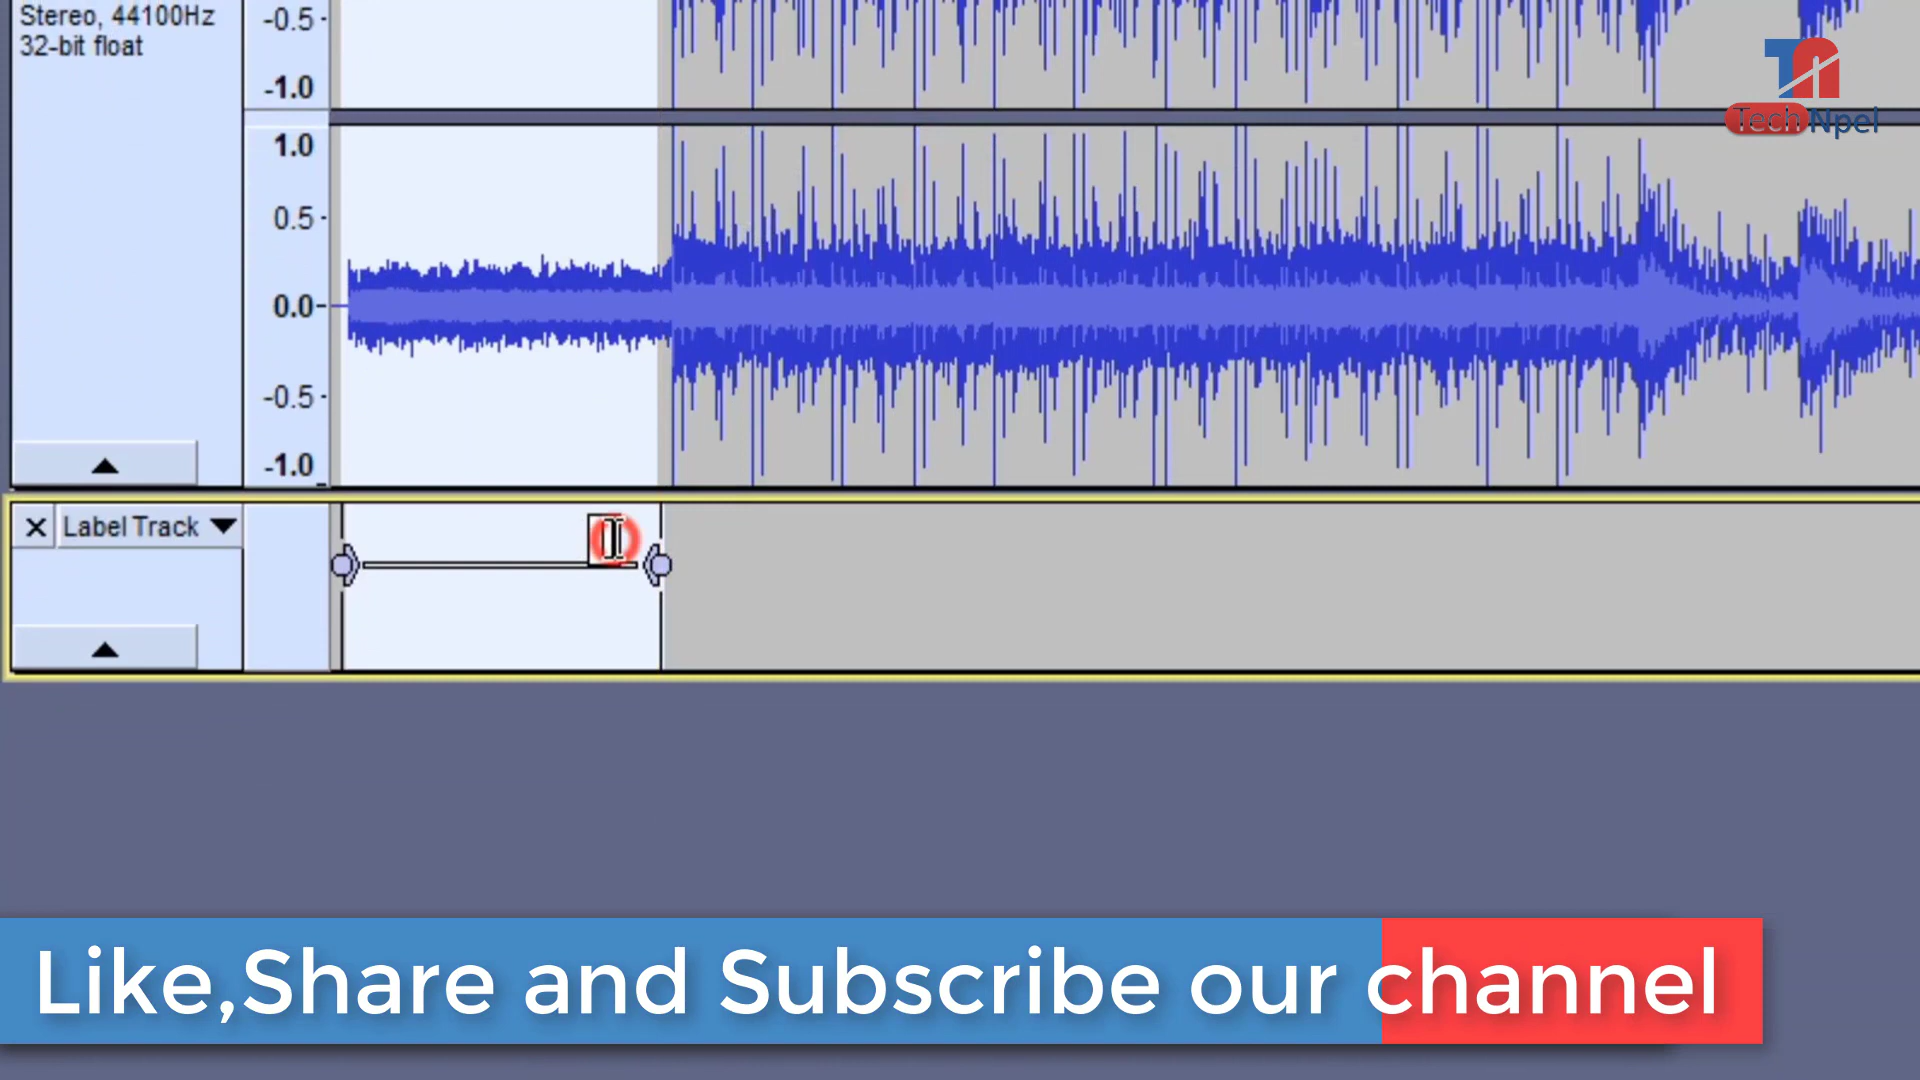 Stereo, 44100Hz
32-bit float
-0.5
-1.0
1.0
0.5
0.0
-0.5
-1.0
Tech Npel
Label Track
Like,Share and Subscribe our channel